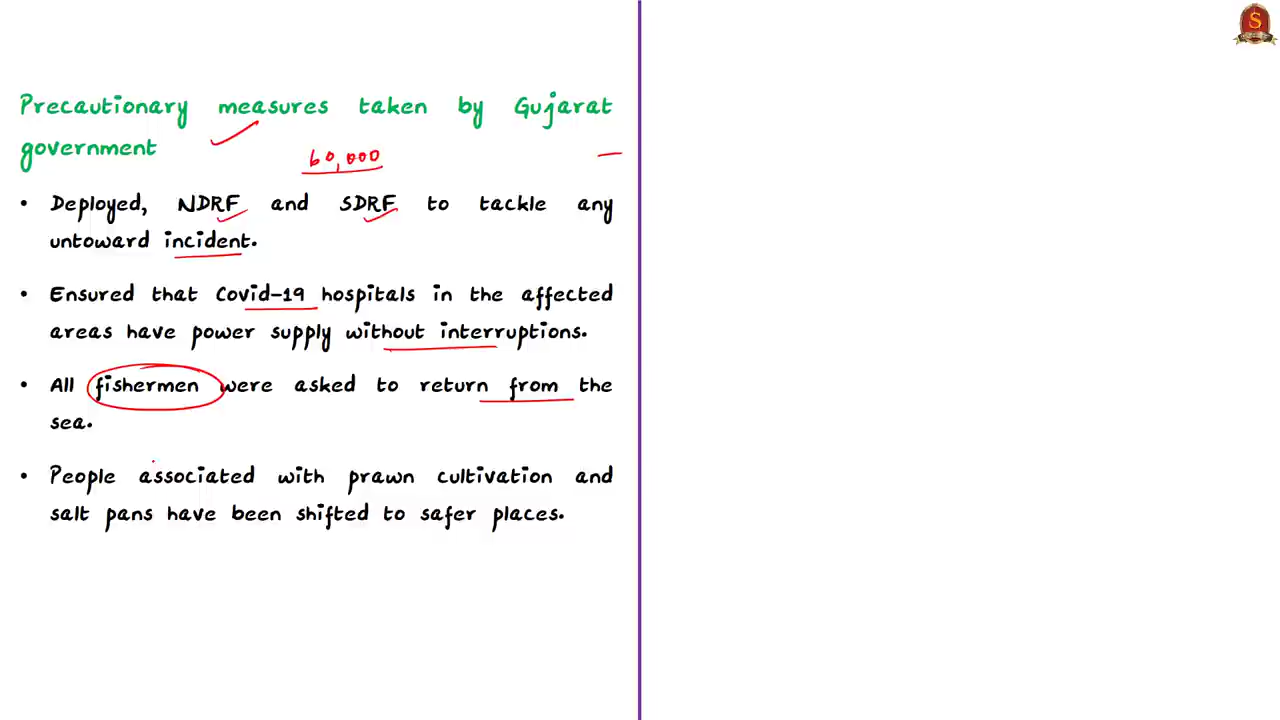 Precautionary measures taken by Gujarat
government
60,000
• Deployed, NDRF and SDRF to tackle any
untoward incident.
• Ensured that Covid-19 hospitals in the affected
areas have power supply without interruptions.
• All fishermen were asked to return from the
sea.
• People associated with prawn cultivation and
salt pans have been shifted to safer places.
S